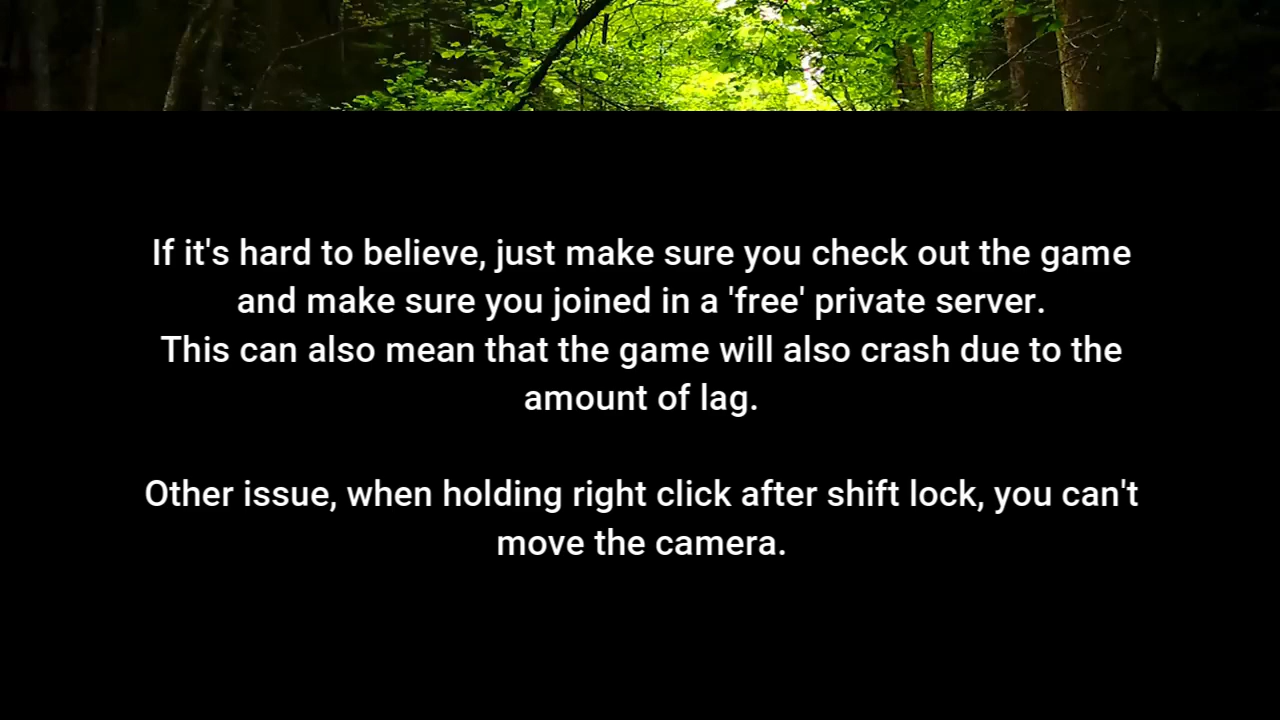 If it's hard to believe, just make sure you check out the game
and make sure you joined in a 'free' private server.
This can also mean that the game will also crash due to the
amount of lag.
Other issue, when holding right click after shift lock, you can't
move the camera.